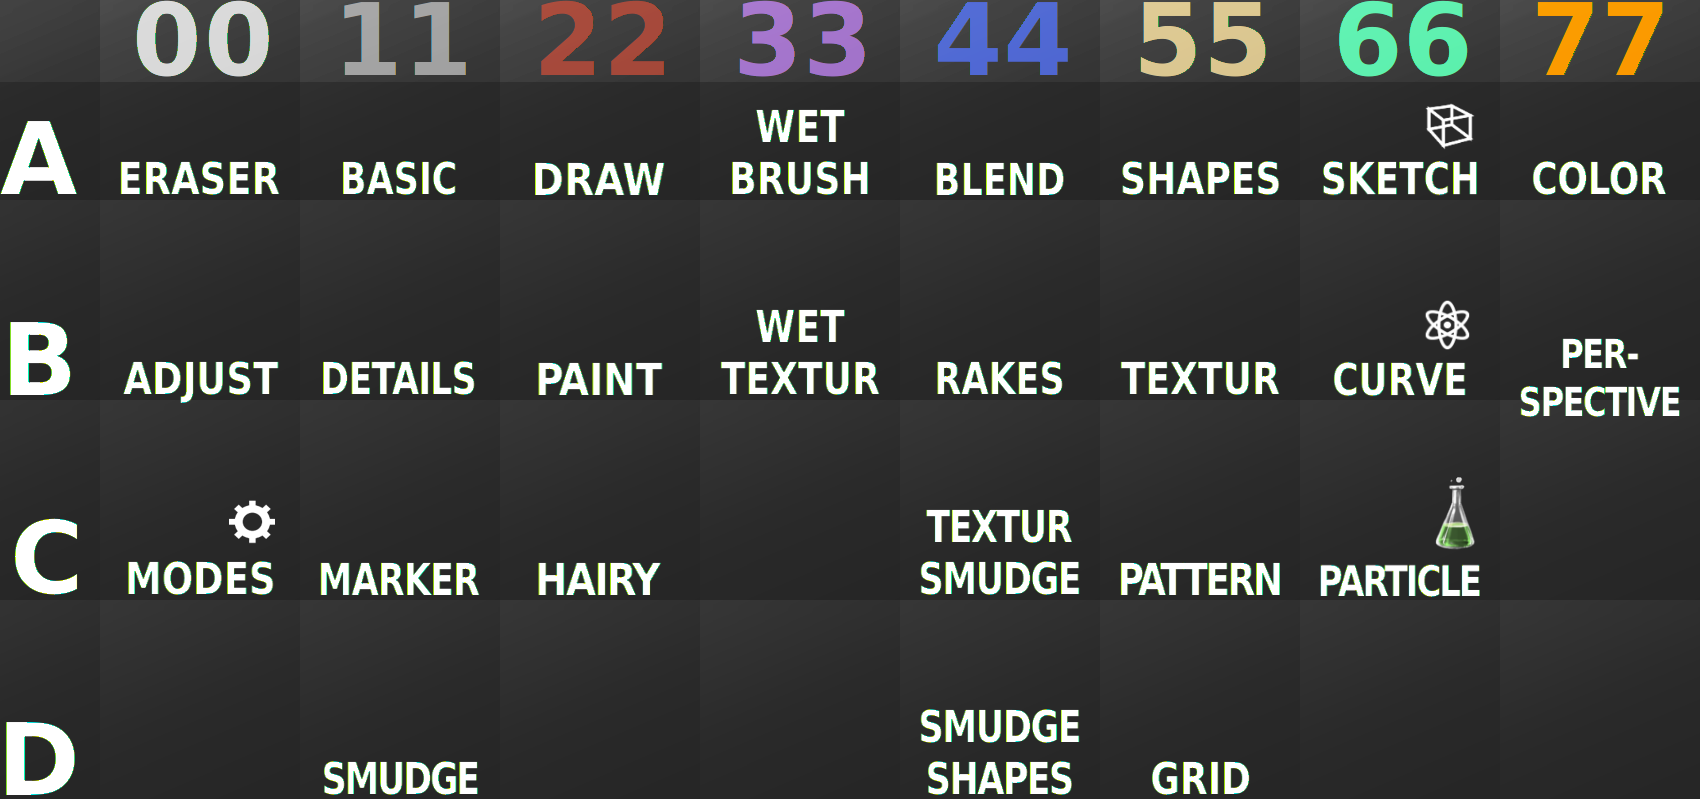 00 11 22 33 44 55 66 77
A ERASER BASIC DRAW WET BRUSH BLEND SHAPES SKETCH COLOR
B ADJUST DETAILS PAINT WET TEXTUR RAKES TEXTUR CURVE PER-SPECTIVE
C MODES MARKER HAIRY TEXTUR SMUDGE PATTERN PARTICLE
D SMUDGE SMUDGE SHAPES GRID